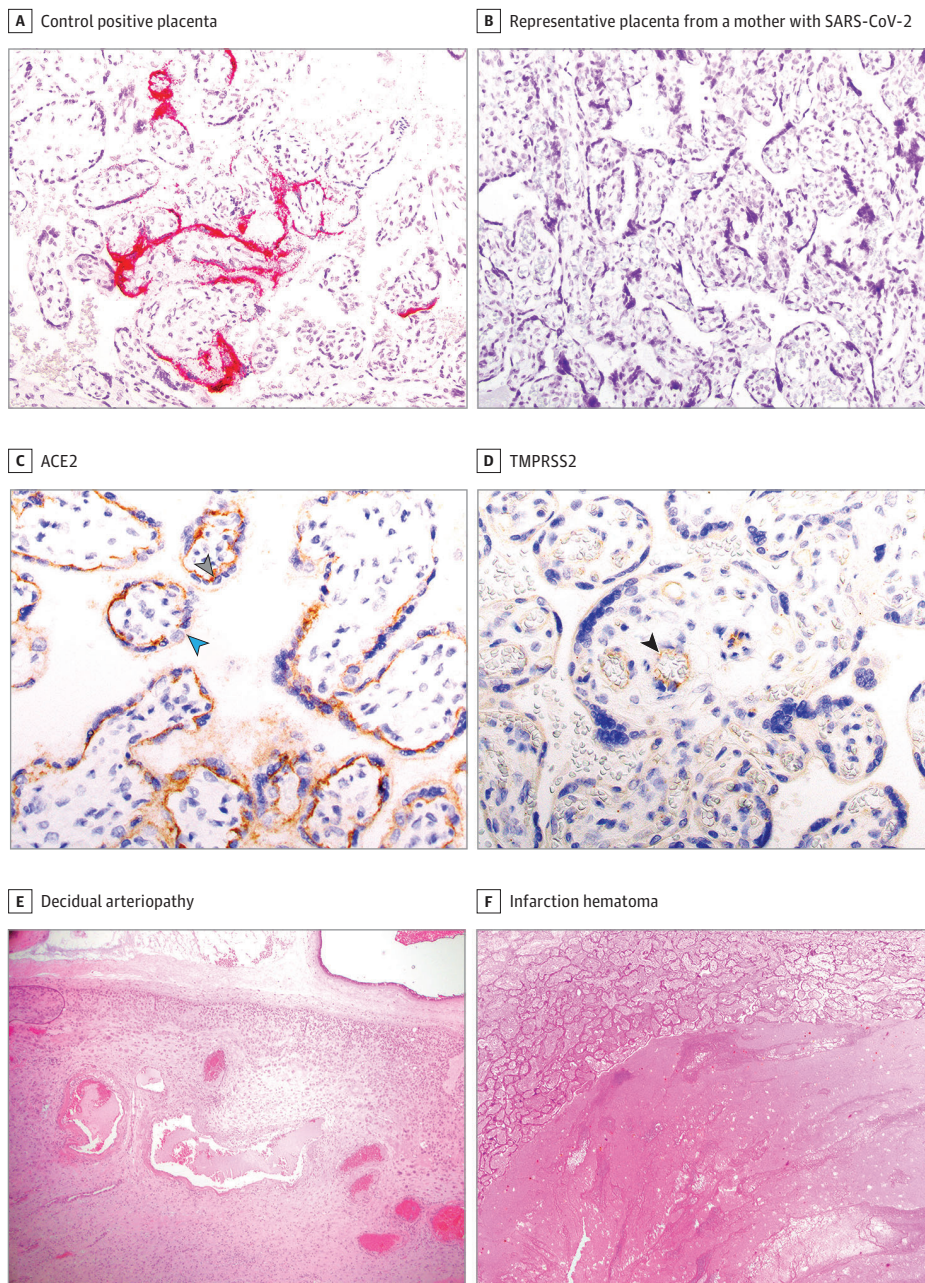 A Control positive placenta
B Representative placenta from a mother with SARS-CoV-2
C ACE2
D TMPRSS2
E Decidual arteriopathy
F Infarction hematoma